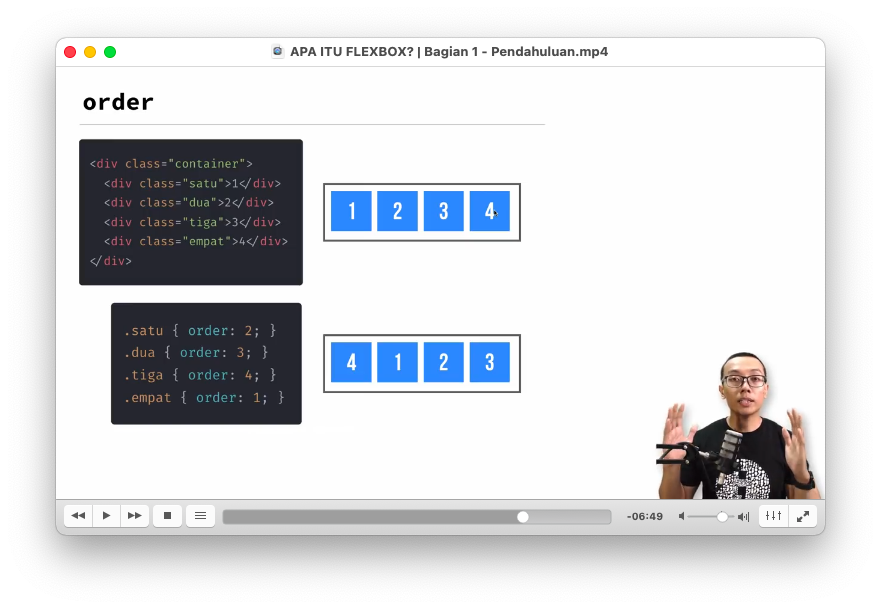 APA ITU FLEXBOX? | Bagian 1 - Pendahuluan.mp4
order
<div class="container">
  <div class="satu">1</div>
  <div class="dua">2</div>
  <div class="tiga">3</div>
  <div class="empat">4</div>
</div>
1 2 3 4
.satu { order: 2; }
.dua { order: 3; }
.tiga { order: 4; }
.empat { order: 1; }
4 1 2 3
-06:49